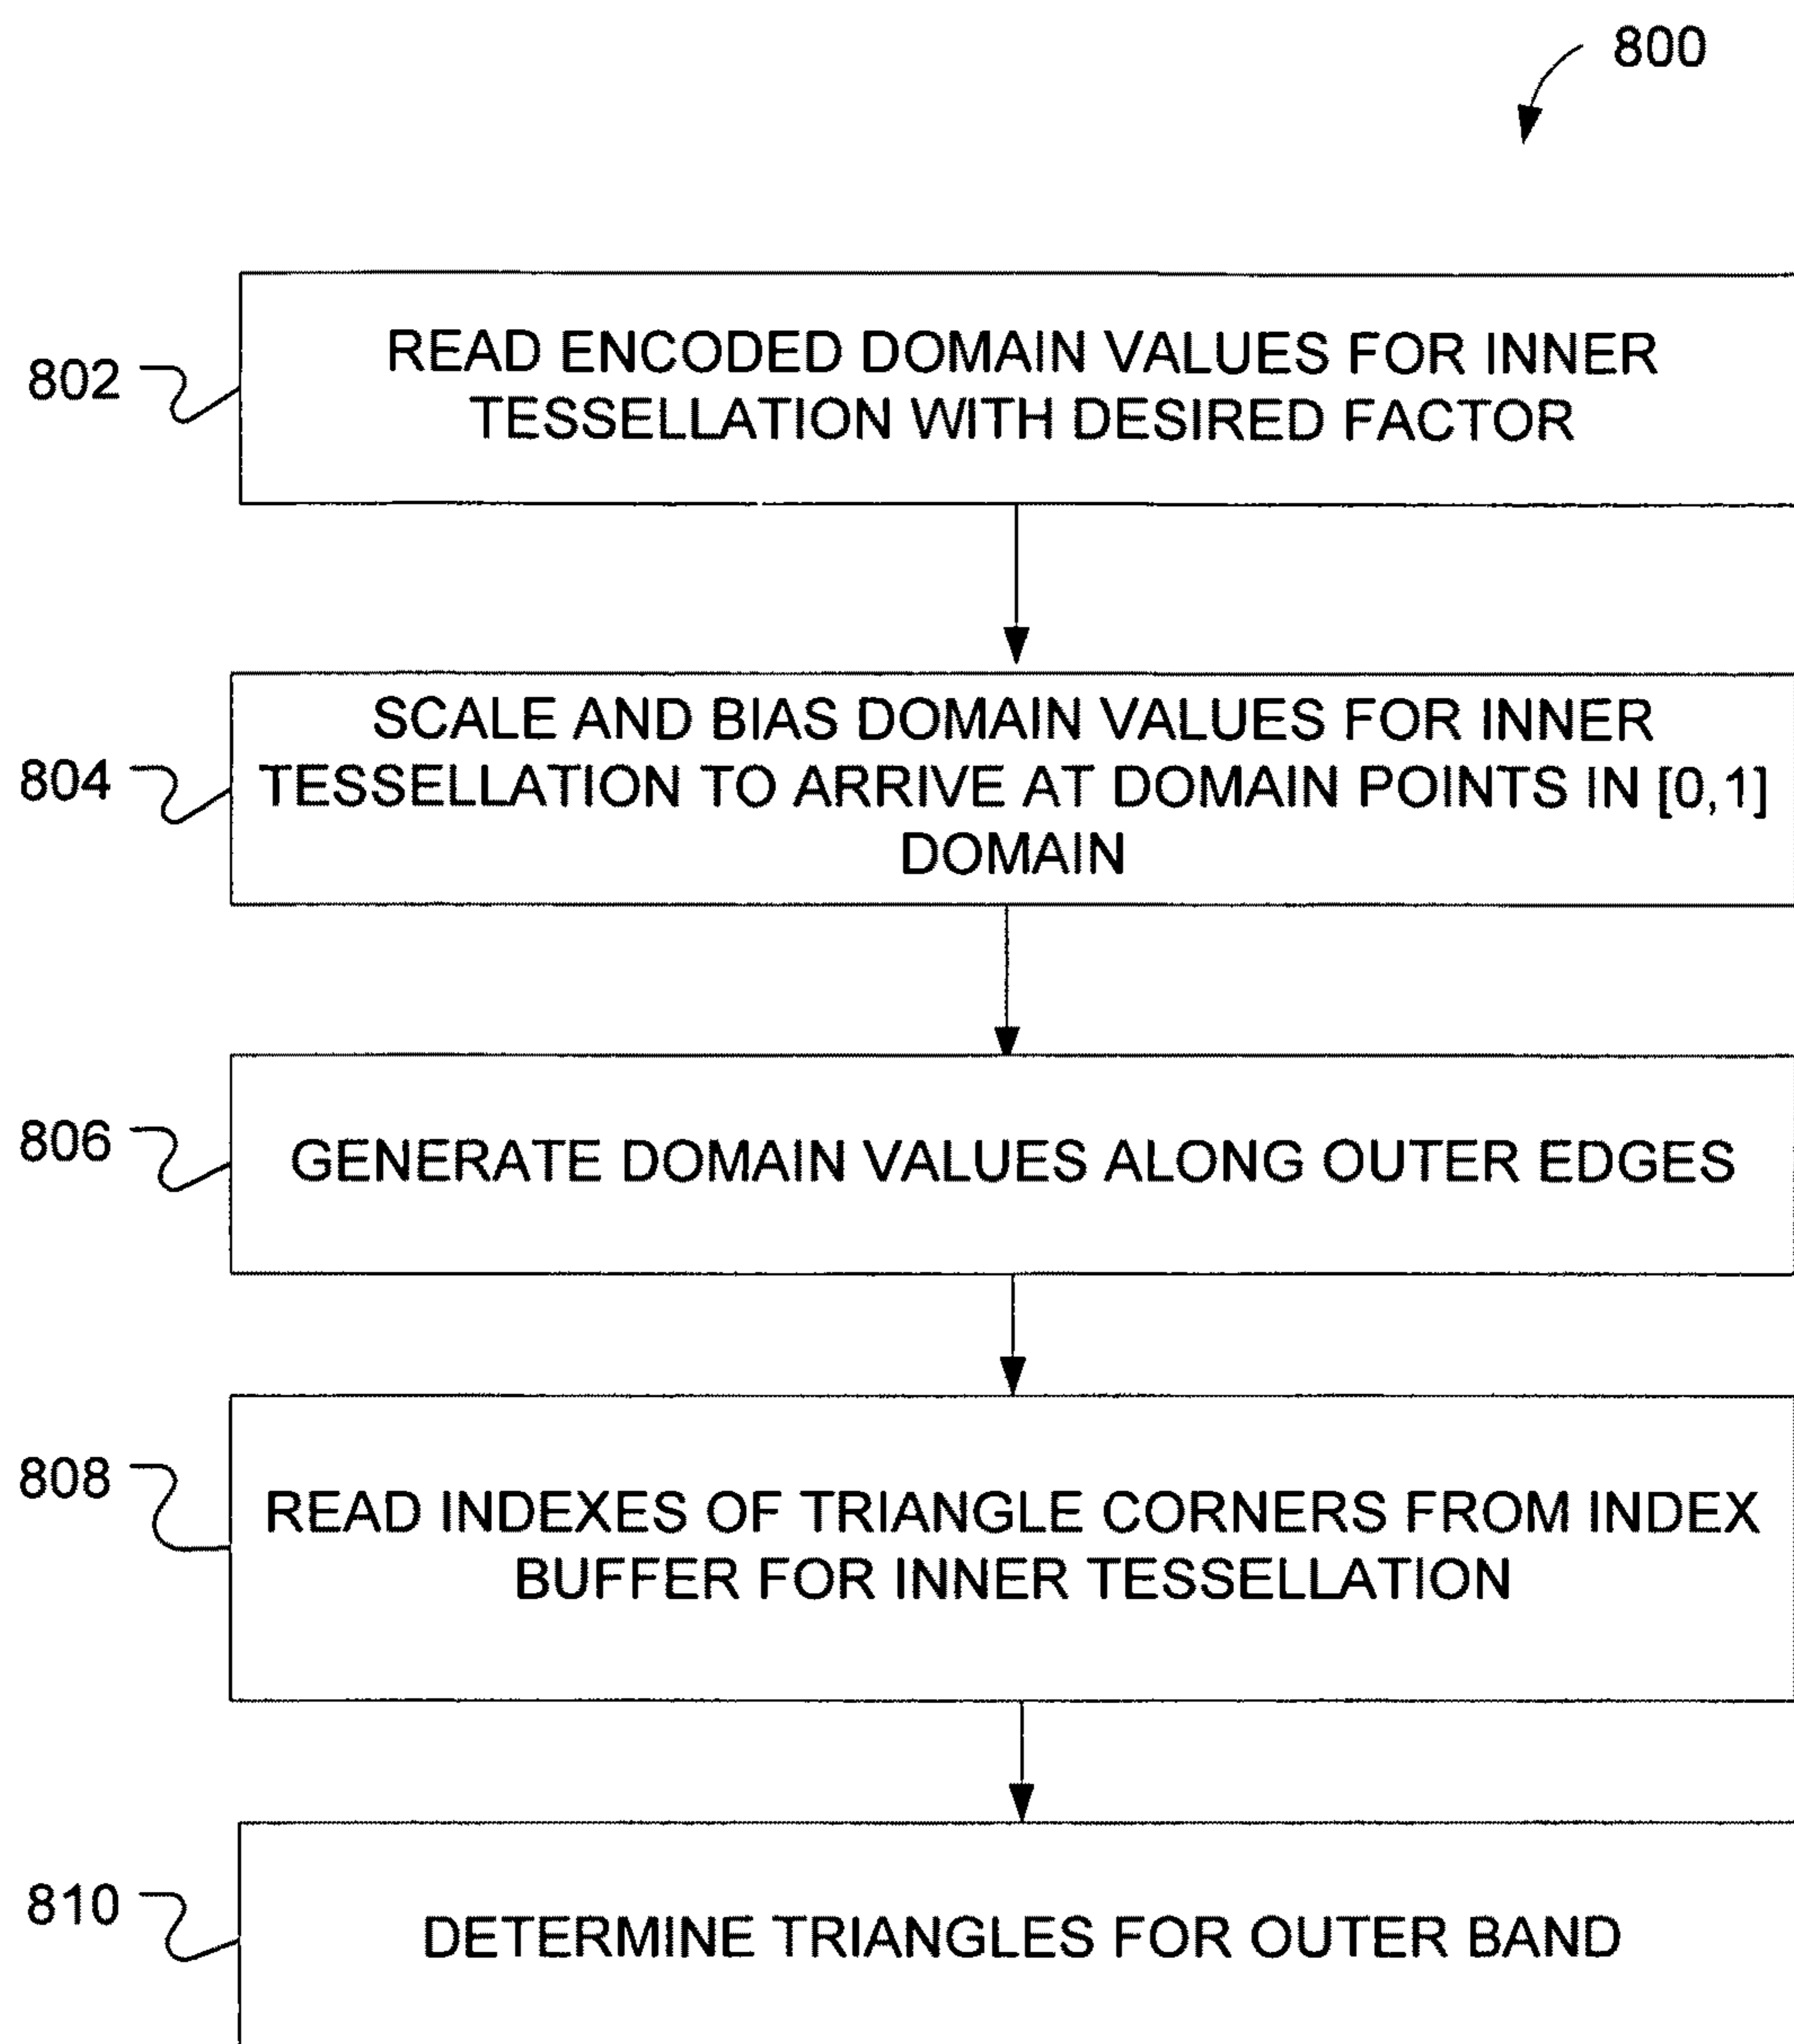 800
802
READ ENCODED DOMAIN VALUES FOR INNER
TESSELLATION WITH DESIRED FACTOR
804
SCALE AND BIAS DOMAIN VALUES FOR INNER
TESSELLATION TO ARRIVE AT DOMAIN POINTS IN [0,1]
DOMAIN
806
GENERATE DOMAIN VALUES ALONG OUTER EDGES
808
READ INDEXES OF TRIANGLE CORNERS FROM INDEX
BUFFER FOR INNER TESSELLATION
810
DETERMINE TRIANGLES FOR OUTER BAND